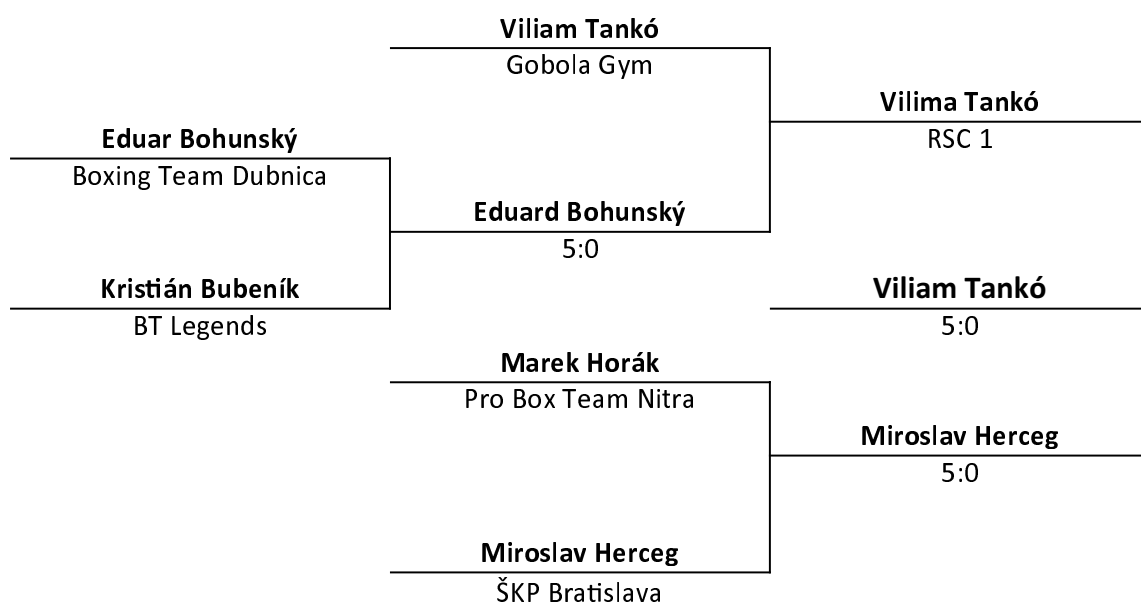 Viliam Tankó
Gobola Gym
Vilima Tankó
RSC 1
Eduar Bohunský
Boxing Team Dubnica
Eduard Bohunský
5:0
Kristián Bubeník
BT Legends
Viliam Tankó
5:0
Marek Horák
Pro Box Team Nitra
Miroslav Herceg
5:0
Miroslav Herceg
ŠKP Bratislava